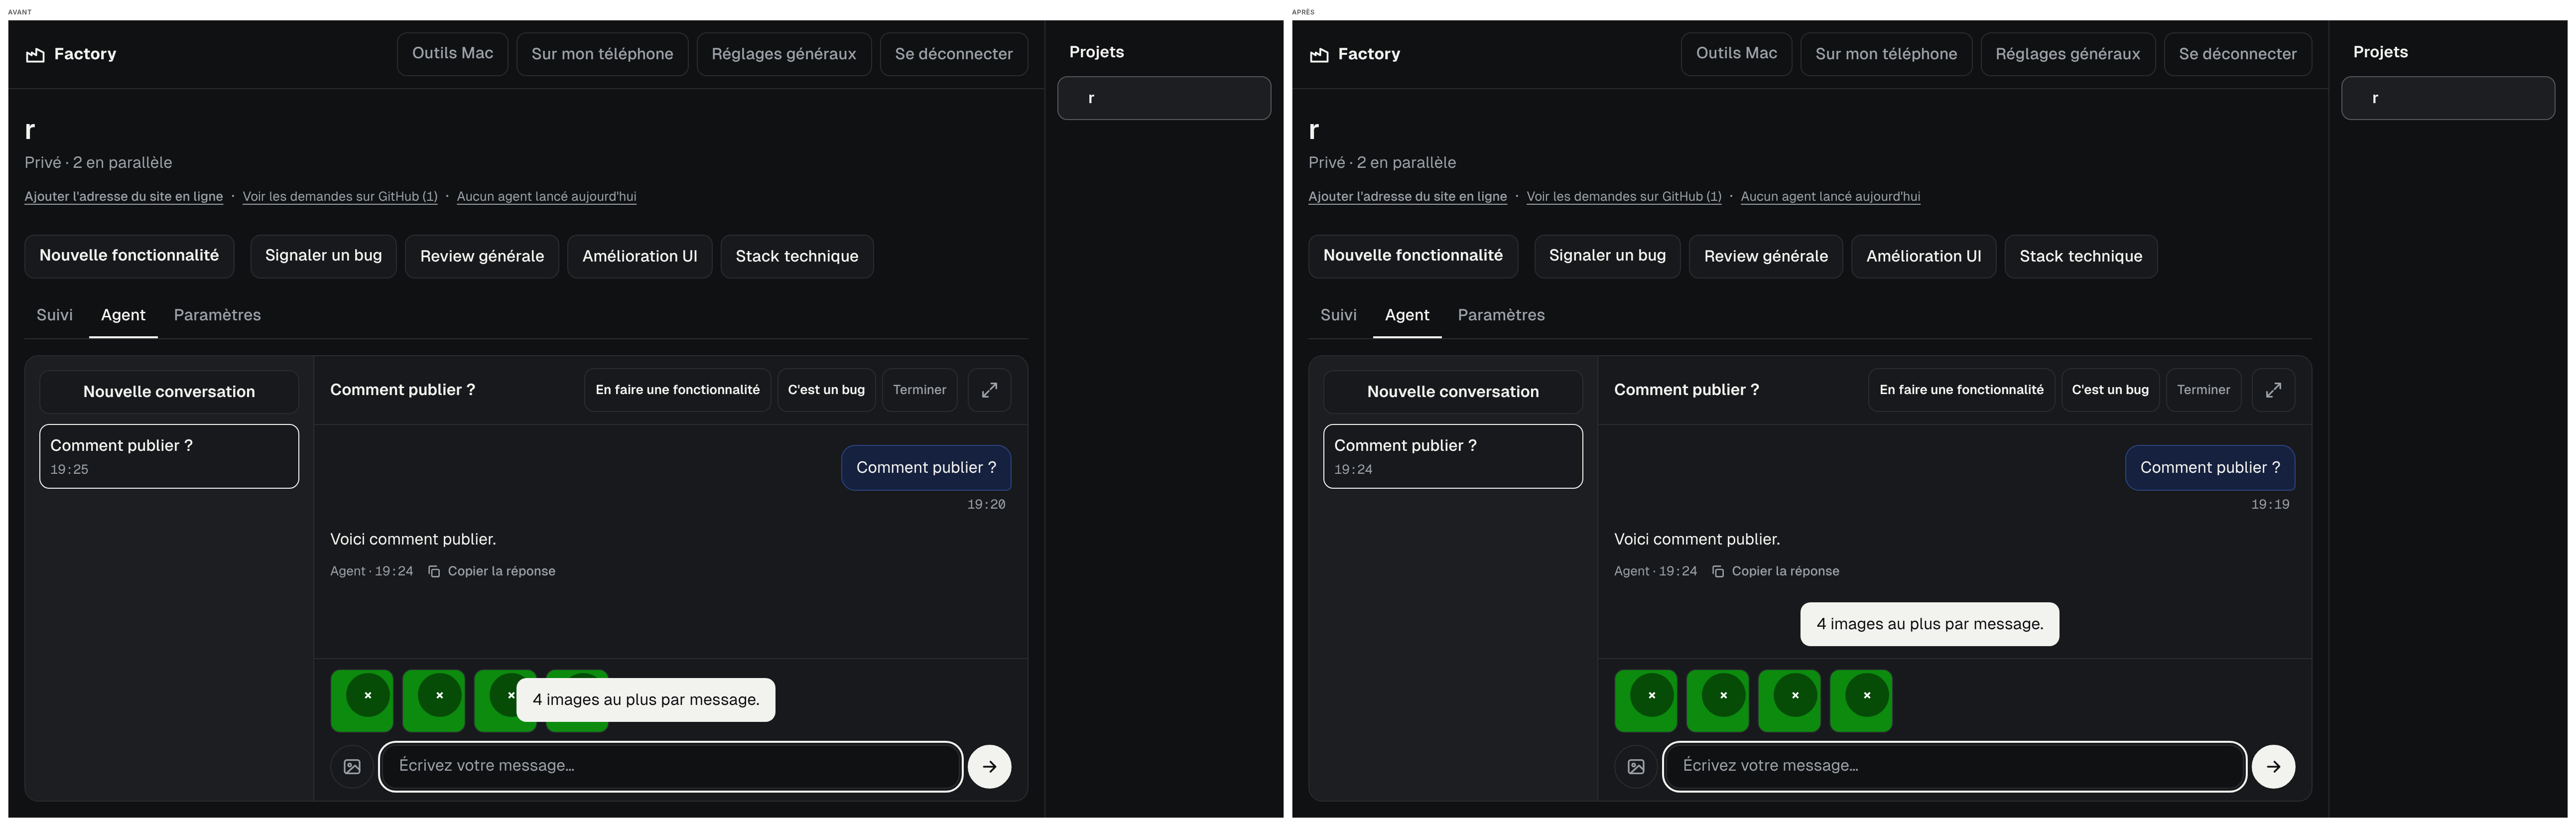 AVANT
Factory
Outils Mac
Sur mon téléphone
Réglages généraux
Se déconnecter
Projets
r
r
Privé · 2 en parallèle
Ajouter l'adresse du site en ligne · Voir les demandes sur GitHub (1) · Aucun agent lancé aujourd'hui
Nouvelle fonctionnalité
Signaler un bug
Review générale
Amélioration UI
Stack technique
Suivi
Agent
Paramètres
Nouvelle conversation
Comment publier ?
19:25
Comment publier ?
En faire une fonctionnalité
C'est un bug
Terminer
Comment publier ?
19:20
Voici comment publier.
Agent · 19:24
Copier la réponse
4 images au plus par message.
Écrivez votre message...
APRÈS
Factory
Outils Mac
Sur mon téléphone
Réglages généraux
Se déconnecter
Projets
r
r
Privé · 2 en parallèle
Ajouter l'adresse du site en ligne · Voir les demandes sur GitHub (1) · Aucun agent lancé aujourd'hui
Nouvelle fonctionnalité
Signaler un bug
Review générale
Amélioration UI
Stack technique
Suivi
Agent
Paramètres
Nouvelle conversation
Comment publier ?
19:24
Comment publier ?
En faire une fonctionnalité
C'est un bug
Terminer
Comment publier ?
19:19
Voici comment publier.
Agent · 19:24
Copier la réponse
4 images au plus par message.
Écrivez votre message...